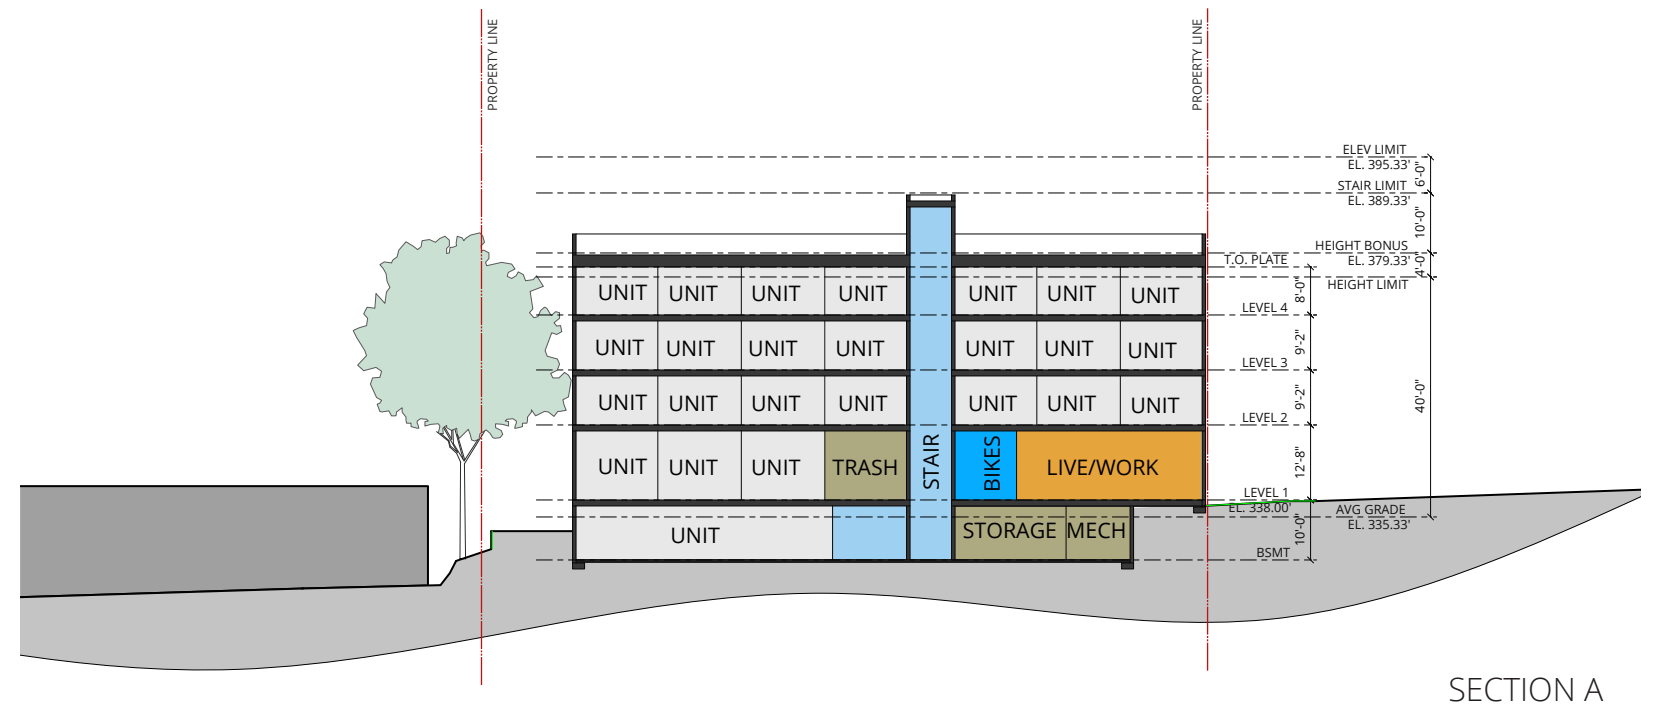 PROPERTY LINE
PROPERTY LINE
ELEV LIMIT
EL. 395.33'
6'-0"
STAIR LIMIT
EL. 389.33'
10'-0"
HEIGHT BONUS
EL. 379.33'
4'-0"
T.O. PLATE
HEIGHT LIMIT
UNIT UNIT UNIT UNIT UNIT UNIT UNIT
8'-0"
LEVEL 4
UNIT UNIT UNIT UNIT UNIT UNIT UNIT
9'-2"
LEVEL 3
40'-0"
UNIT UNIT UNIT UNIT UNIT UNIT UNIT
9'-2"
LEVEL 2
UNIT UNIT UNIT TRASH STAIR BIKES LIVE/WORK
12'-8"
LEVEL 1
EL. 338.00'
AVG GRADE
EL. 335.33'
UNIT STORAGE MECH
10'-0"
BSMT
SECTION A